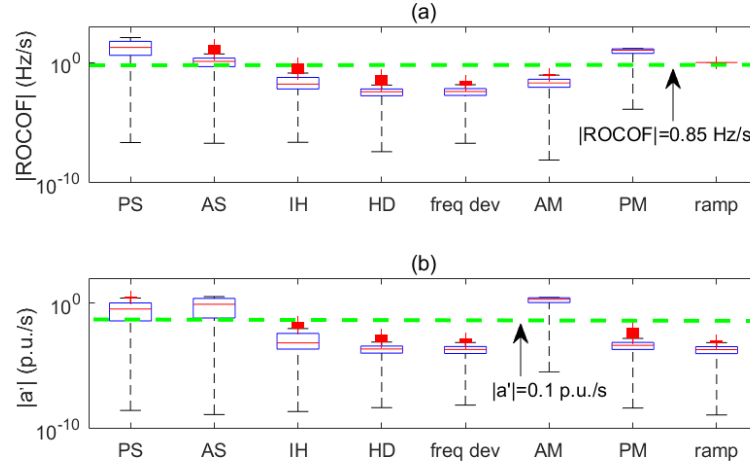 (a)
|ROCOF| (Hz/s)
10^0
10^-10
|ROCOF|=0.85 Hz/s
PS AS IH HD freq dev AM PM ramp
(b)
|a'| (p.u./s)
10^0
10^-10
|a'|=0.1 p.u./s
PS AS IH HD freq dev AM PM ramp